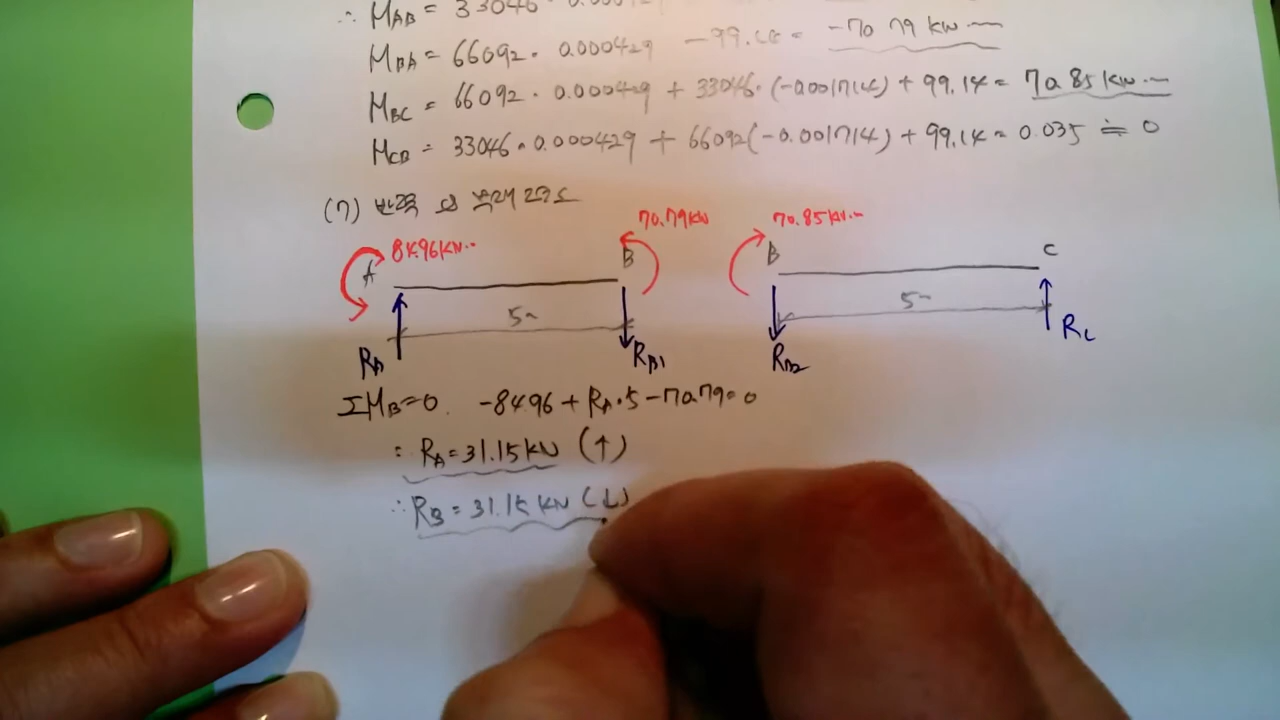 ∴ M_AB = 33046 · 0.000
M_BA = 66092 · 0.000429 - 99.14 = -70.79 kN·m
M_BC = 66092 · 0.000429 + 33046·(-0.001714) + 99.14 = 70.85 kN·m
M_CB = 33046 · 0.000429 + 66092(-0.001714) + 99.14 = 0.035 ≒ 0
(7) 반력 및 부재력도
84.96 kN·m 70.79 kN 70.85 kN·m
A B B C
5m 5m
R_A R_B1 R_B2 R_C
ΣM_B=0. -84.96 + R_A·5 - 70.79 = 0
∴ R_A = 31.15 kN (↑)
∴ R_B = 31.15 kN (↓)